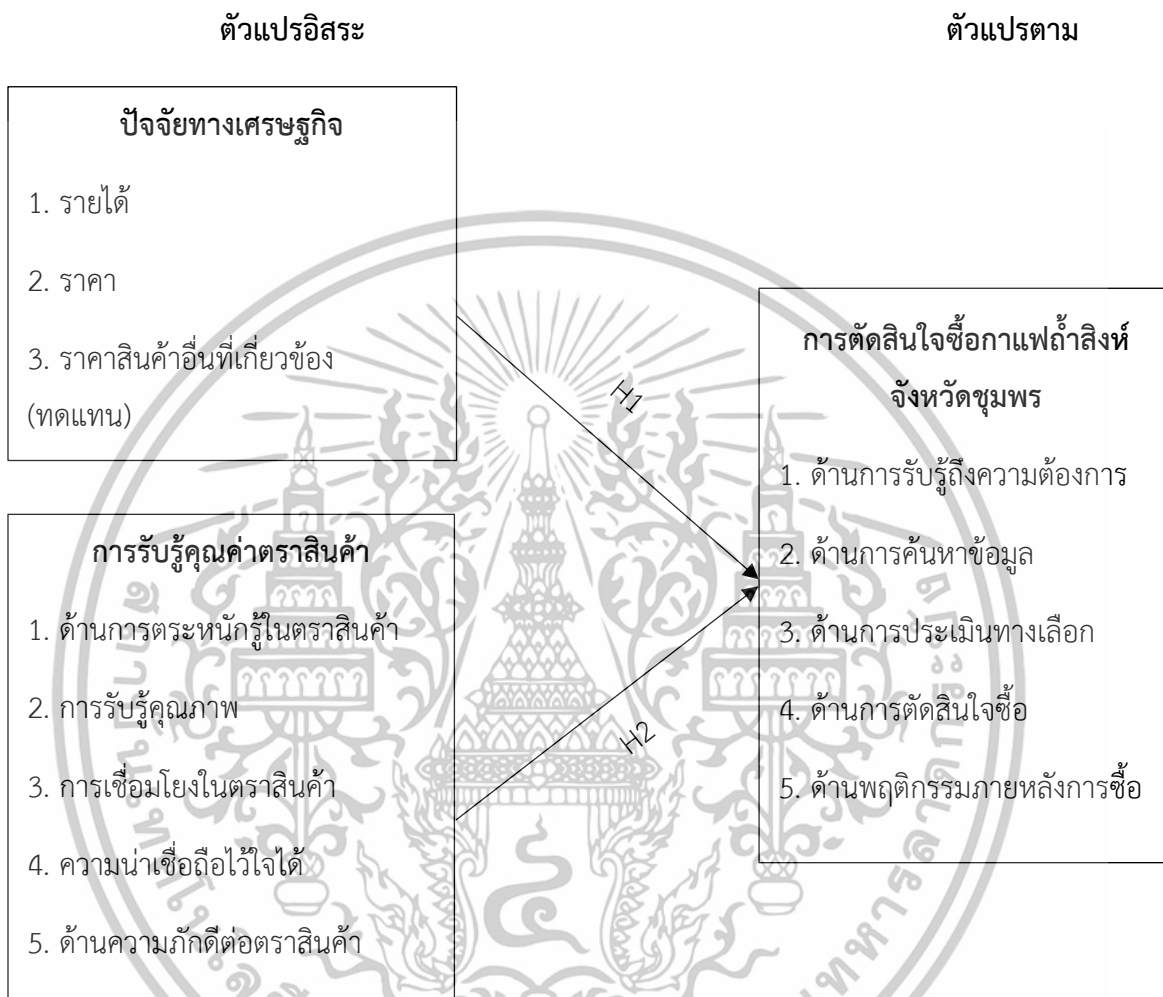 ตัวแปรอิสระ
ตัวแปรตาม
ปัจจัยทางเศรษฐกิจ
1. รายได้
2. ราคา
3. ราคาสินค้าอื่นที่เกี่ยวข้อง
(ทดแทน)
การรับรู้คุณค่าตราสินค้า
1. ด้านการตระหนักรู้ในตราสินค้า
2. การรับรู้คุณภาพ
3. การเชื่อมโยงในตราสินค้า
4. ความน่าเชื่อถือไว้ใจได้
5. ด้านความภักดีต่อตราสินค้า
H1
H2
การตัดสินใจซื้อกาแฟถ้ำสิงห์
จังหวัดชุมพร
1. ด้านการรับรู้ถึงความต้องการ
2. ด้านการค้นหาข้อมูล
3. ด้านการประเมินทางเลือก
4. ด้านการตัดสินใจซื้อ
5. ด้านพฤติกรรมภายหลังการซื้อ